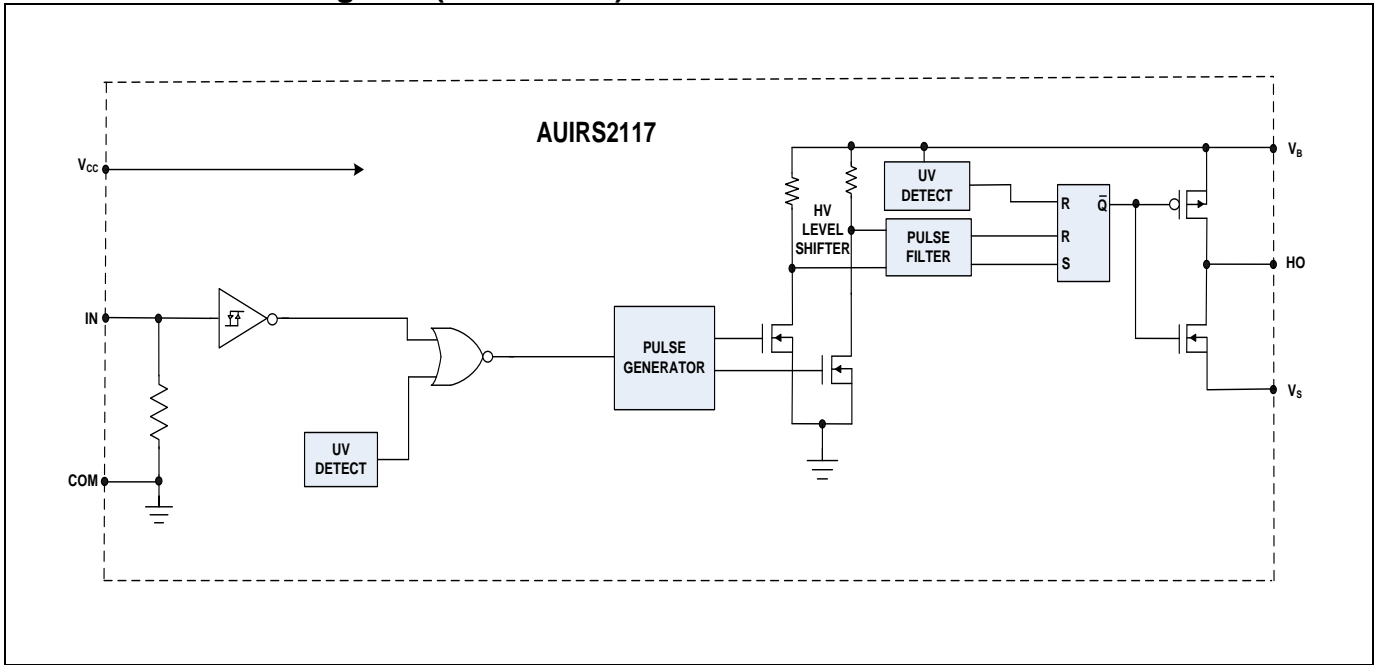 AUIRS2117
VCC
IN
COM
UV
DETECT
PULSE
GENERATOR
HV
LEVEL
SHIFTER
UV
DETECT
PULSE
FILTER
R
R
S
Q̅
VB
HO
VS